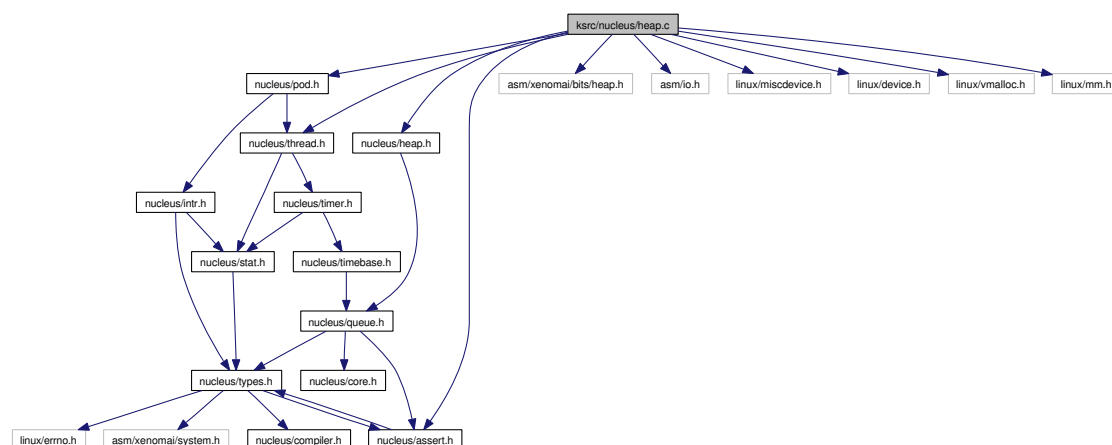 ksrc/nucleus/heap.c
nucleus/pod.h
asm/xenomai/bits/heap.h
asm/io.h
linux/miscdevice.h
linux/device.h
linux/vmalloc.h
linux/mm.h
nucleus/thread.h
nucleus/heap.h
nucleus/intr.h
nucleus/timer.h
nucleus/stat.h
nucleus/timebase.h
nucleus/queue.h
nucleus/types.h
nucleus/core.h
linux/errno.h
asm/xenomai/system.h
nucleus/compiler.h
nucleus/assert.h